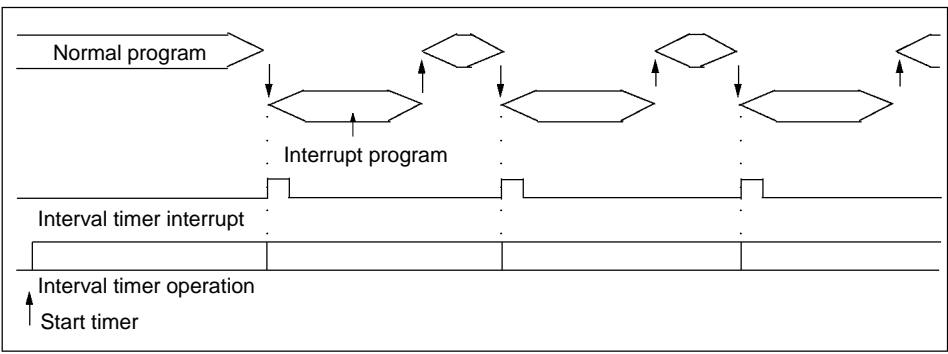 Normal program
Interrupt program
Interval timer interrupt
Interval timer operation
Start timer